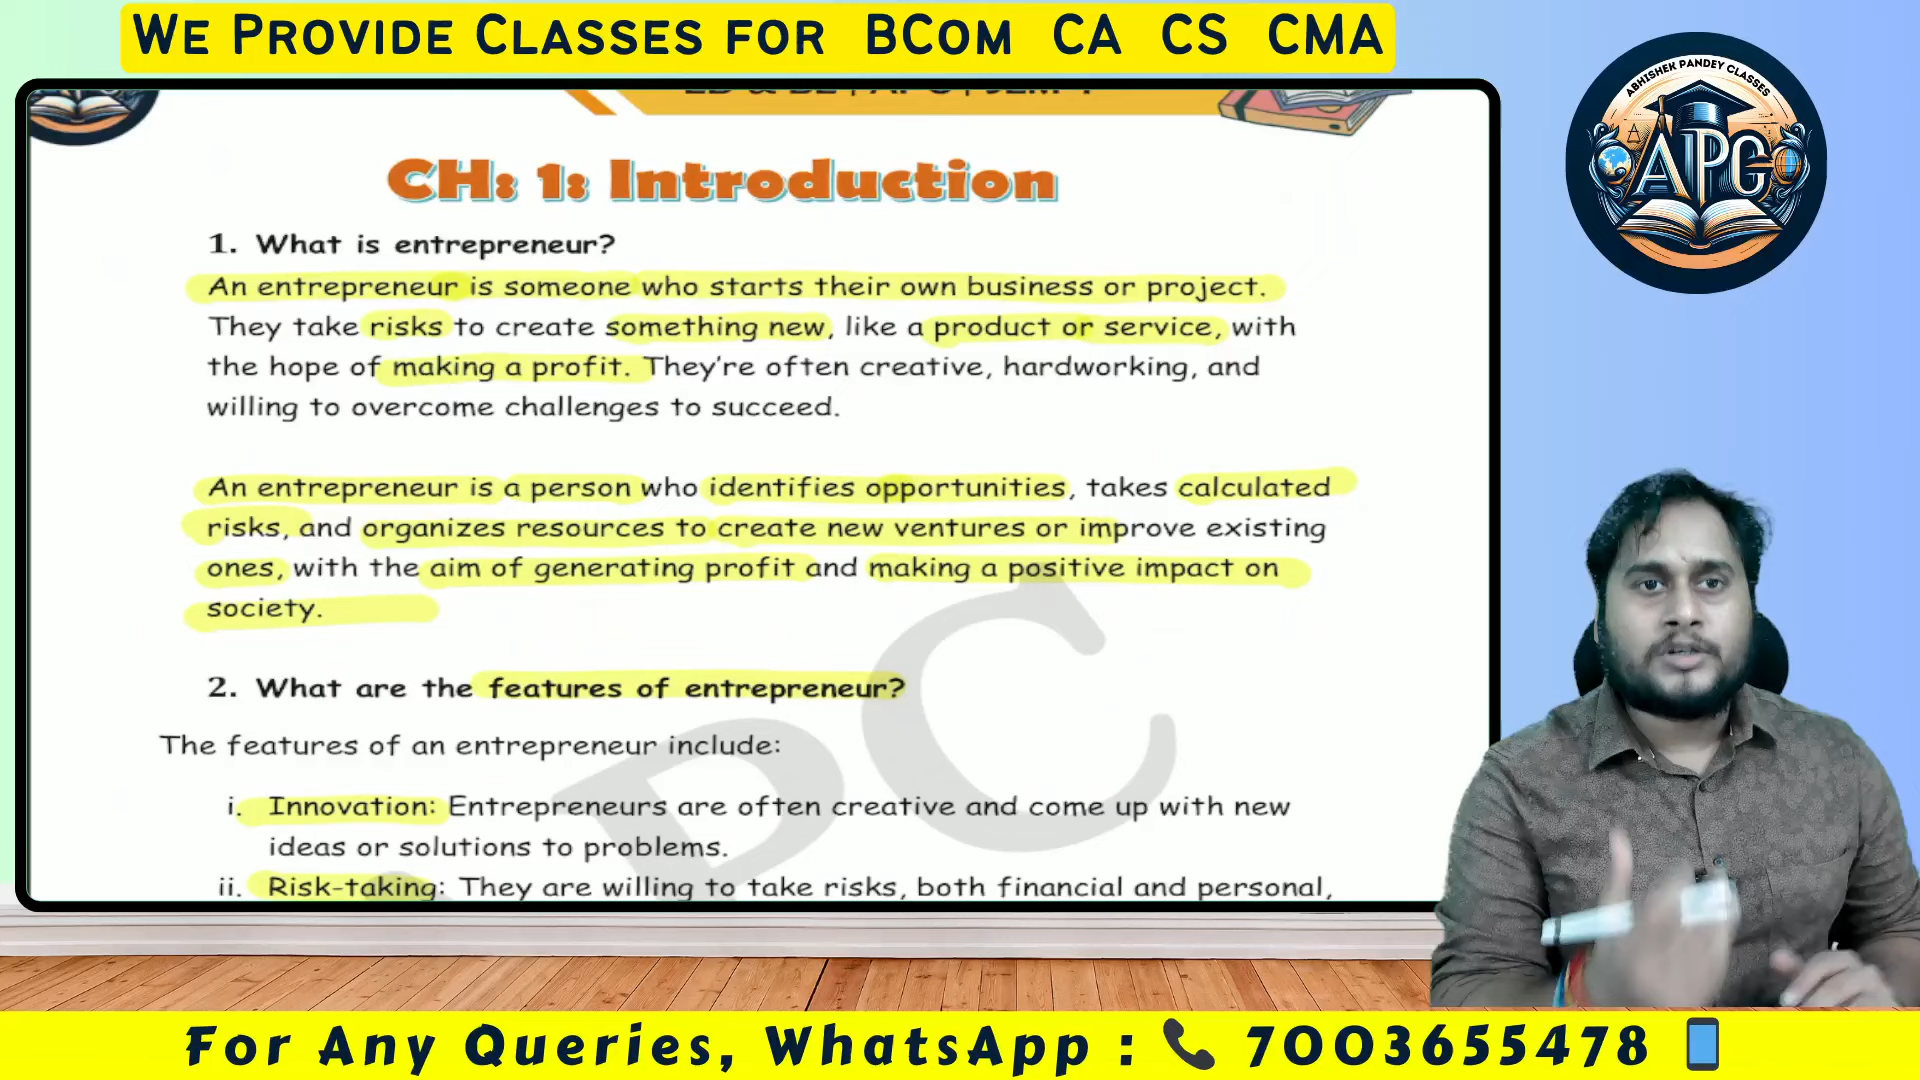 WE PROVIDE CLASSES FOR BCOM CA CS CMA
ABHISHEK PANDEY CLASSES
APC
CH: 1: Introduction
1. What is entrepreneur?
An entrepreneur is someone who starts their own business or project.
They take risks to create something new, like a product or service, with
the hope of making a profit. They're often creative, hardworking, and
willing to overcome challenges to succeed.
An entrepreneur is a person who identifies opportunities, takes calculated
risks, and organizes resources to create new ventures or improve existing
ones, with the aim of generating profit and making a positive impact on
society.
2. What are the features of entrepreneur?
The features of an entrepreneur include:
i. Innovation: Entrepreneurs are often creative and come up with new
ideas or solutions to problems.
ii. Risk-taking: They are willing to take risks, both financial and personal,
For Any Queries, WhatsApp : 7003655478